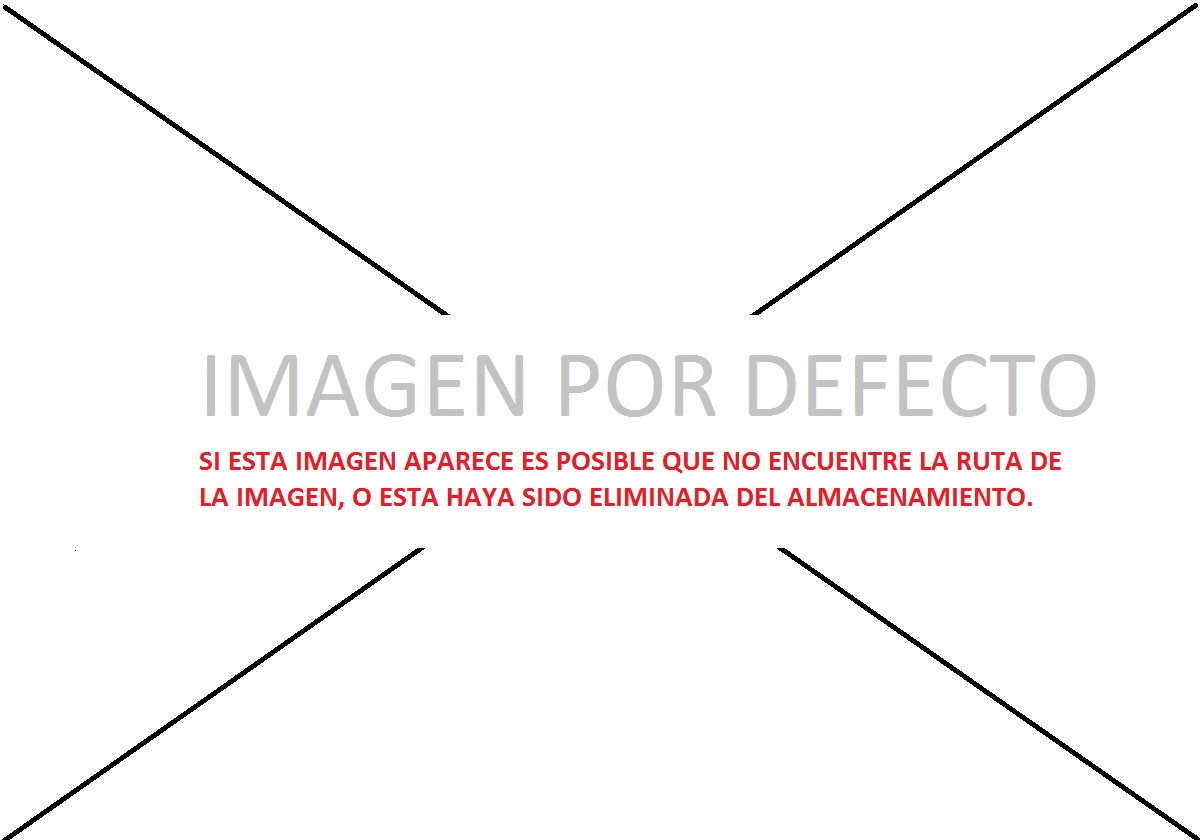 IMAGEN POR DEFECTO
SI ESTA IMAGEN APARECE ES POSIBLE QUE NO ENCUENTRE LA RUTA DE
LA IMAGEN, O ESTA HAYA SIDO ELIMINADA DEL ALMACENAMIENTO.